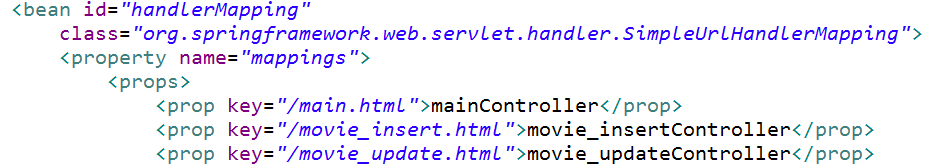 <bean id="handlerMapping"
class="org.springframework.web.servlet.handler.SimpleUrlHandlerMapping">
<property name="mappings">
<props>
<prop key="/main.html">mainController</prop>
<prop key="/movie_insert.html">movie_insertController</prop>
<prop key="/movie_update.html">movie_updateController</prop>